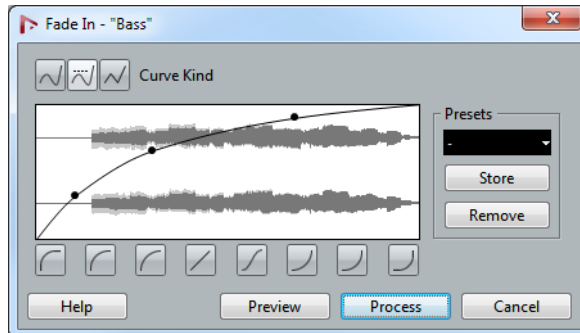 Fade In - "Bass"
Curve Kind
Presets
-
Store
Remove
Help
Preview
Process
Cancel